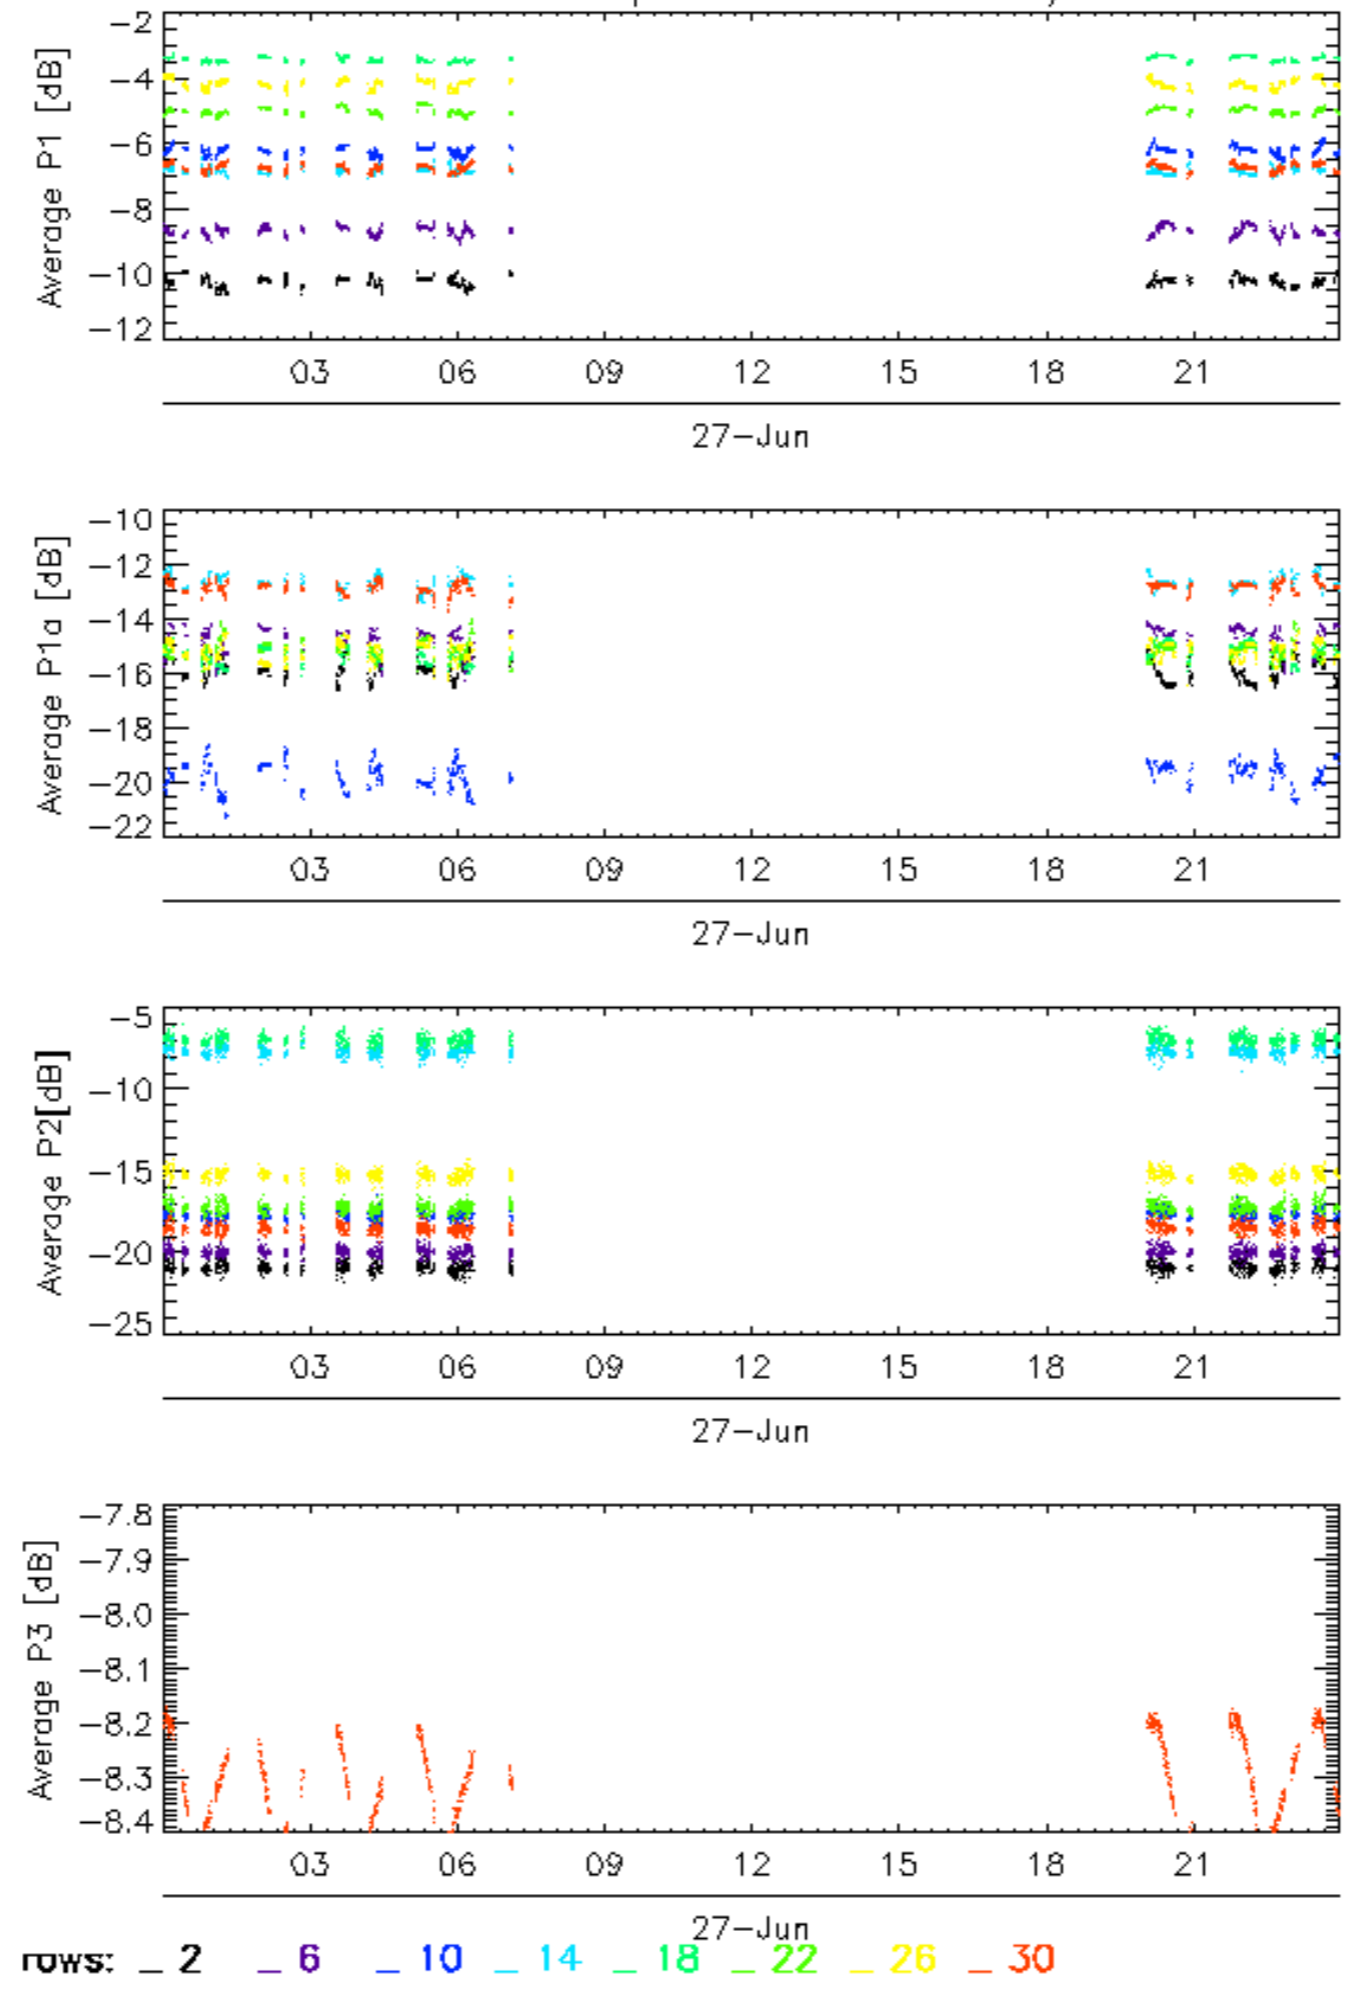 Average P1 [dB]
−2
−4
−6
−8
−10
−12
03 06 09 12 15 18 21
27−Jun
Average P1a [dB]
−10
−12
−14
−16
−18
−20
−22
03 06 09 12 15 18 21
27−Jun
Average P2[dB]
−5
−10
−15
−20
−25
03 06 09 12 15 18 21
27−Jun
Average P3 [dB]
−7.8
−7.9
−8.0
−8.1
−8.2
−8.3
−8.4
03 06 09 12 15 18 21
27−Jun
rows: _ 2 _ 6 _ 10 _ 14 _ 18 _ 22 _ 26 _ 30